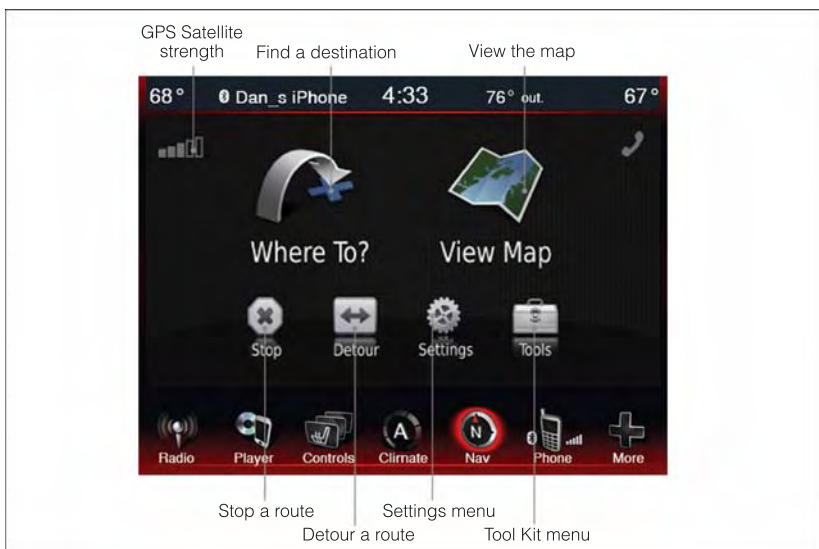 GPS Satellite
strength
Find a destination
View the map
68° Dan_s iPhone 4:33 76° out. 67°
Where To?
View Map
Stop
Detour
Settings
Tools
A
N
Radio
Player
Controls
Climate
Nav
Phone
More
Stop a route
Settings menu
Detour a route
Tool Kit menu